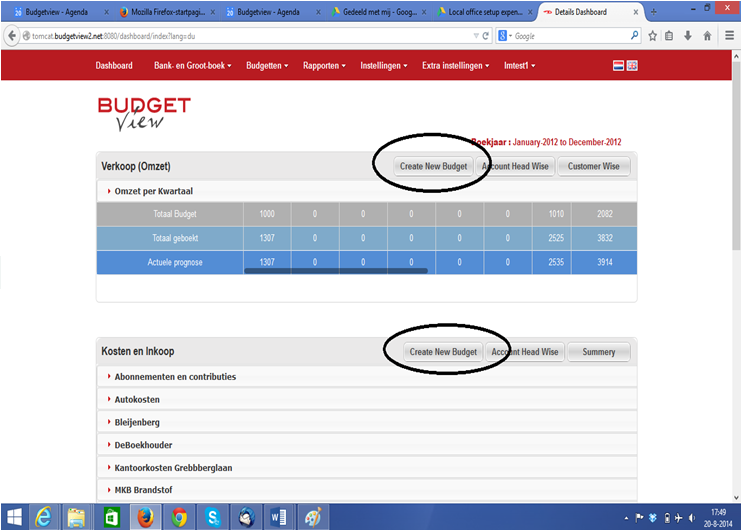 Budgetview - Agenda × Mozilla Firefox-startpagi... × Budgetview - Agenda × Gedeeld met mij - Goog... × Local office setup expen... × Details Dashboard ×
tomcat.budgetview2.net:8080/dashboard/index?lang=du Google
Dashboard Bank- en Groot-boek Budgetten Rapporten Instellingen Extra instellingen Imtest1
BUDGET
View
Boekjaar : January-2012 to December-2012
Verkoop (Omzet) Create New Budget Account Head Wise Customer Wise
Omzet per Kwartaal
Totaal Budget 1000 0 0 0 0 0 1010 2082
Totaal geboekt 1307 0 0 0 0 0 2525 3832
Actuele prognose 1307 0 0 0 0 0 2535 3914
Kosten en Inkoop Create New Budget Account Head Wise Summery
Abonnementen en contributies
Autokosten
Bleijenberg
DeBoekhouder
Kantoorkosten Grebbberglaan
MKB Brandstof
17:49
20-8-2014